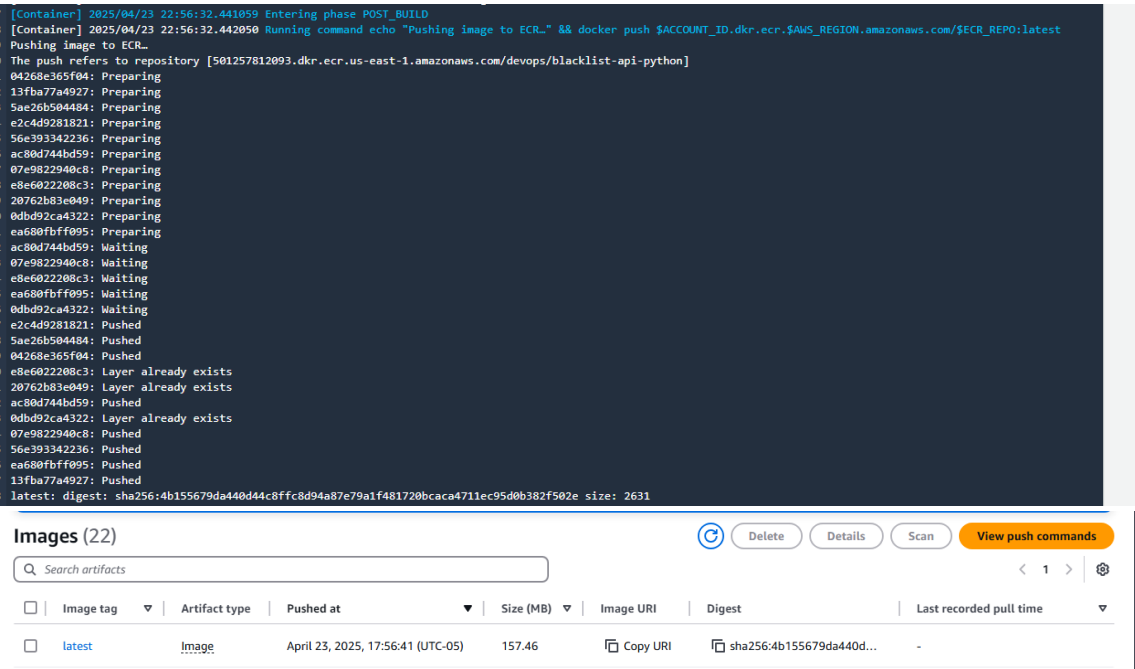 [Container] 2025/04/23 22:56:32.441059 Entering phase POST_BUILD
[Container] 2025/04/23 22:56:32.442050 Running command echo "Pushing image to ECR…" && docker push $ACCOUNT_ID.dkr.ecr.$AWS_REGION.amazonaws.com/$ECR_REPO:latest
Pushing image to ECR…
The push refers to repository [501257812093.dkr.ecr.us-east-1.amazonaws.com/devops/blacklist-api-python]
04268e365f04: Preparing
13fba77a4927: Preparing
5ae26b504484: Preparing
e2c4d9281821: Preparing
56e393342236: Preparing
ac80d744bd59: Preparing
07e9822940c8: Preparing
e8e6022208c3: Preparing
20762b83e049: Preparing
0dbd92ca4322: Preparing
ea680fbff095: Preparing
ac80d744bd59: Waiting
07e9822940c8: Waiting
e8e6022208c3: Waiting
ea680fbff095: Waiting
0dbd92ca4322: Waiting
e2c4d9281821: Pushed
5ae26b504484: Pushed
04268e365f04: Pushed
e8e6022208c3: Layer already exists
20762b83e049: Layer already exists
ac80d744bd59: Pushed
0dbd92ca4322: Layer already exists
07e9822940c8: Pushed
56e393342236: Pushed
ea680fbff095: Pushed
13fba77a4927: Pushed
latest: digest: sha256:4b155679da440d44c8ffc8d94a87e79a1f481720bcaca4711ec95d0b382f502e size: 2631
Images (22) Delete Details Scan View push commands
Search artifacts 1
Image tag Artifact type Pushed at Size (MB) Image URI Digest Last recorded pull time
latest Image April 23, 2025, 17:56:41 (UTC-05) 157.46 Copy URI sha256:4b155679da440d... -